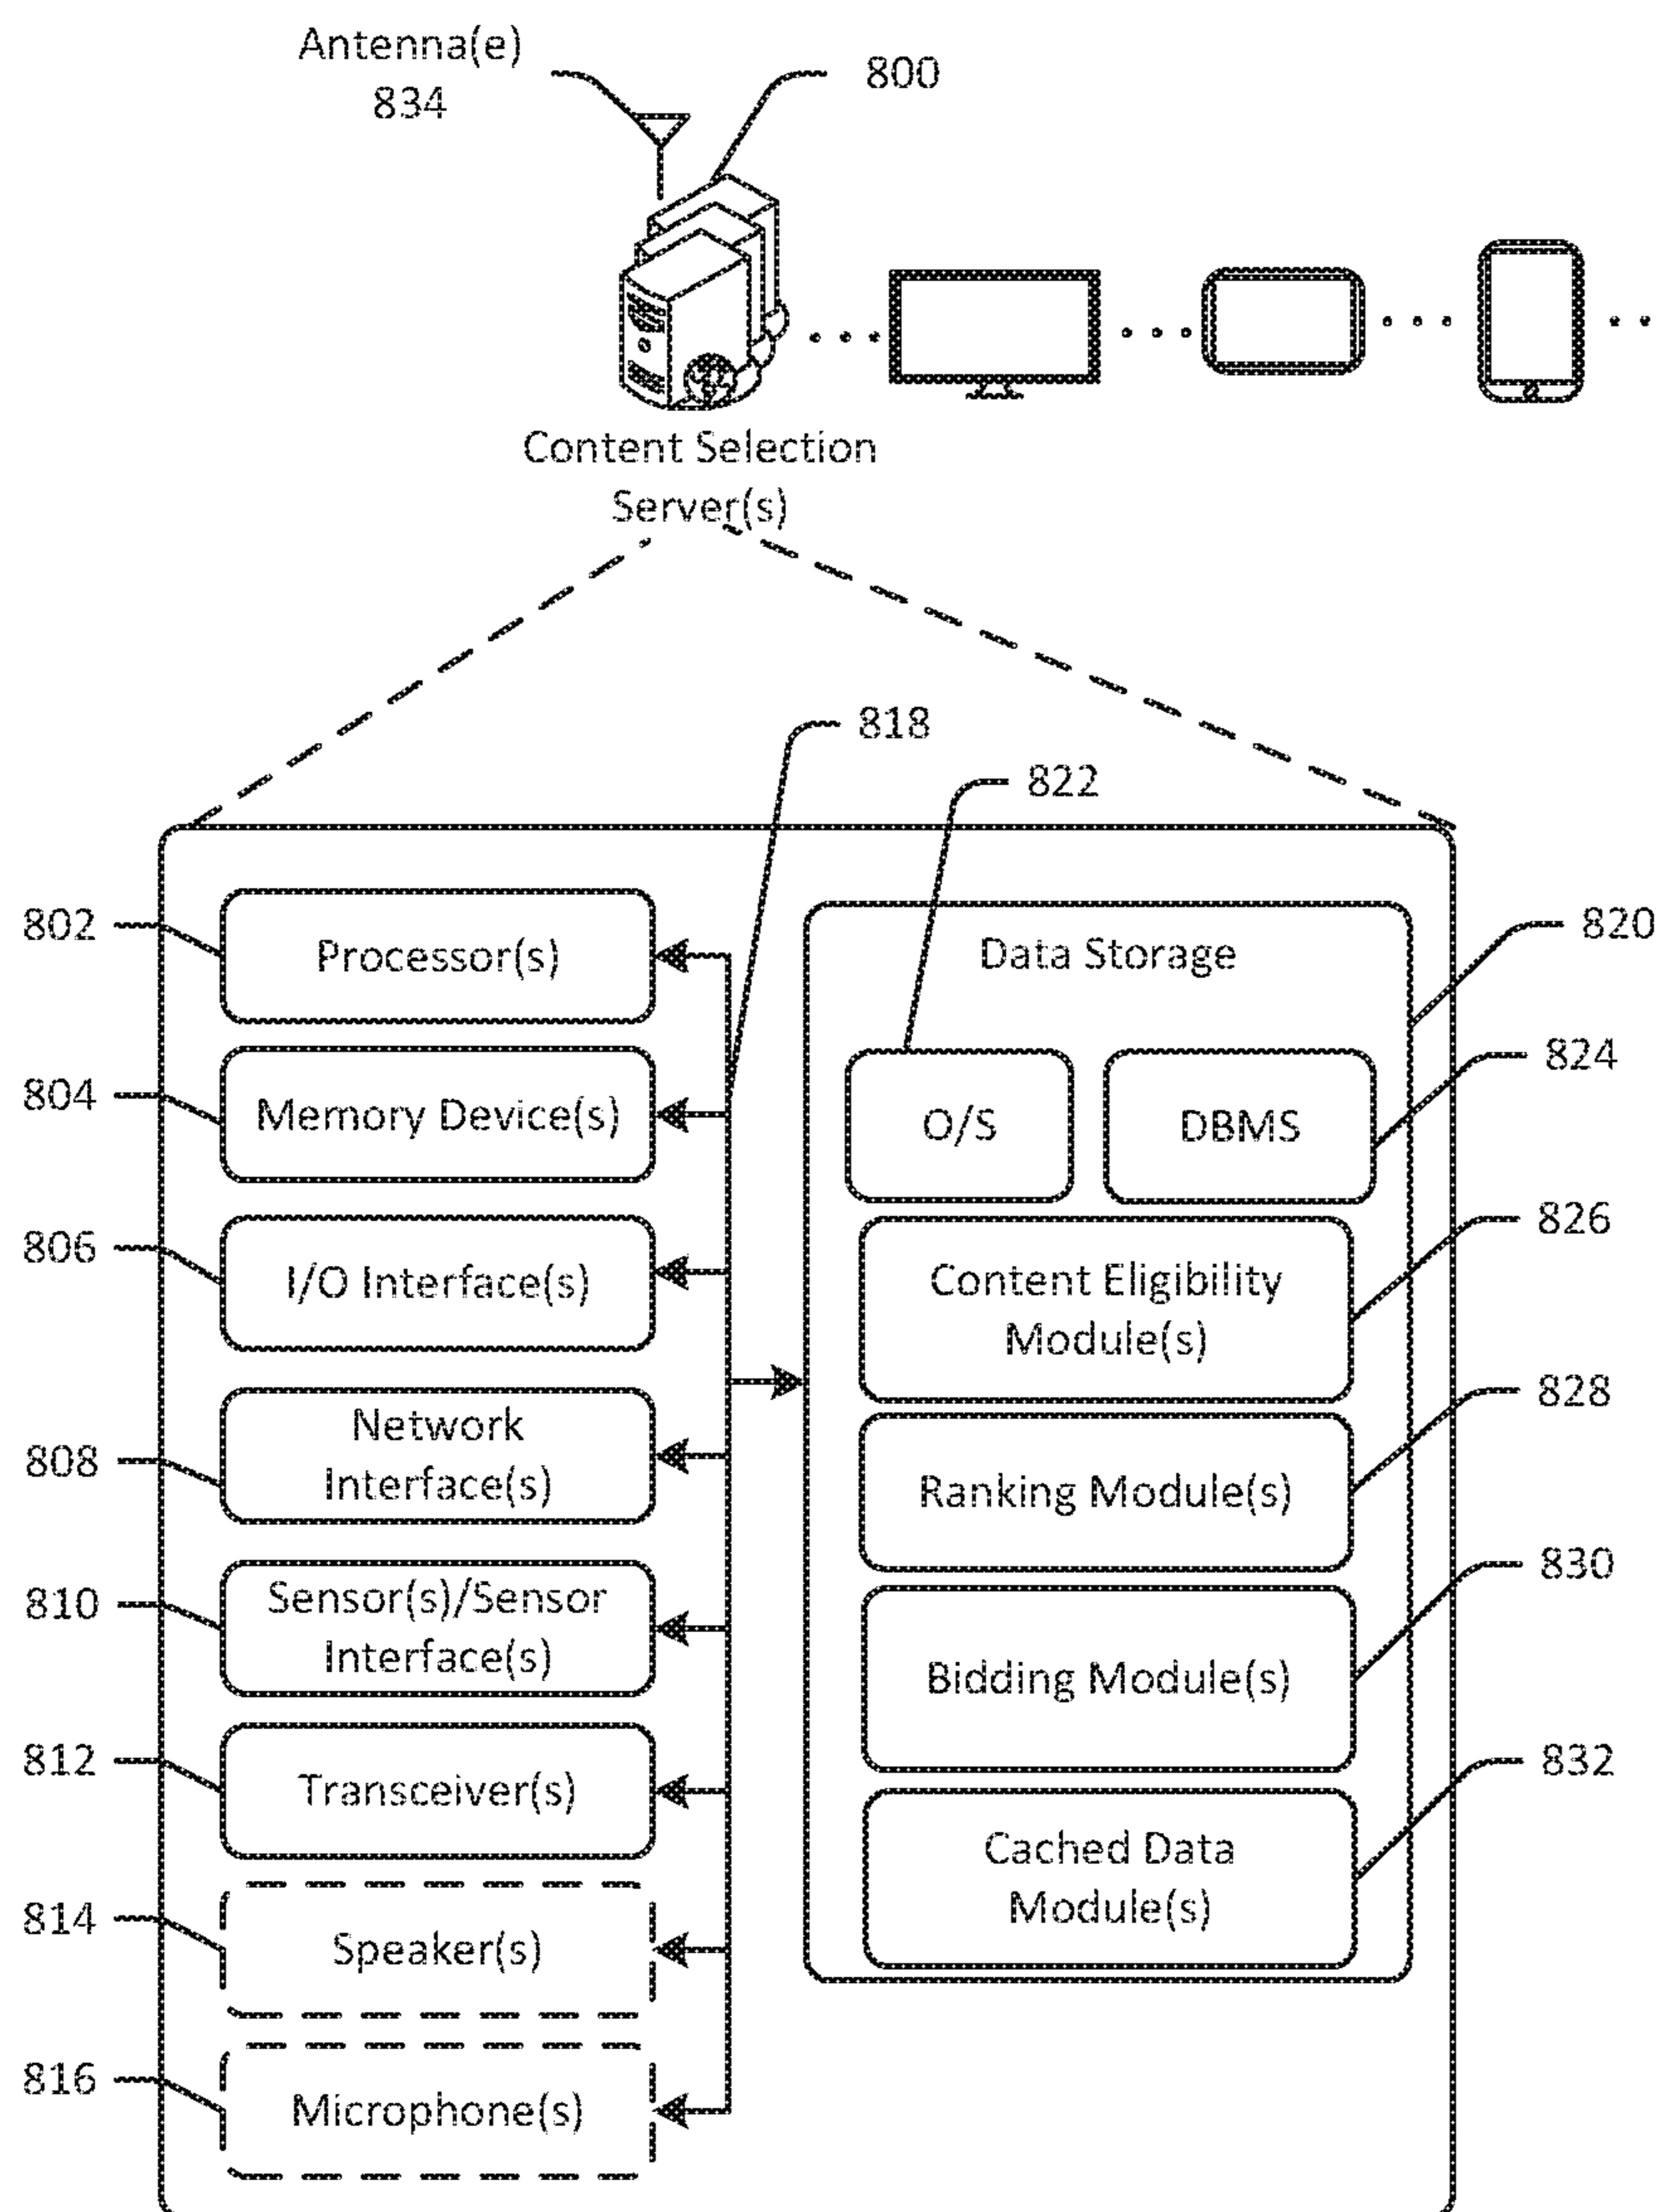 Antenna(e)
834
800
Content Selection
Server(s)
818
822
802
Processor(s)
804
Memory Device(s)
806
I/O Interface(s)
808
Network
Interface(s)
810
Sensor(s)/Sensor
Interface(s)
812
Transceiver(s)
814
Speaker(s)
816
Microphone(s)
Data Storage
820
O/S
DBMS
824
Content Eligibility
Module(s)
826
Ranking Module(s)
828
Bidding Module(s)
830
Cached Data
Module(s)
832